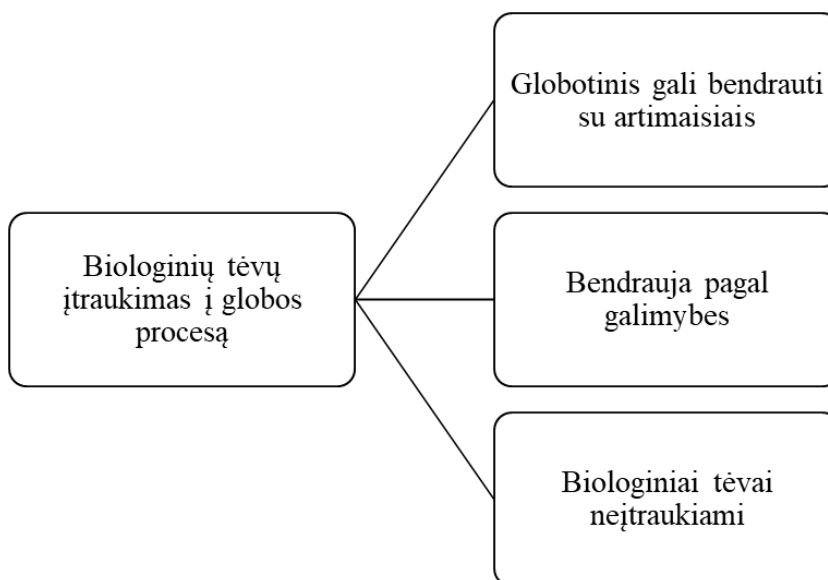 Globotinis gali bendrauti
su artimaisiais
Biologinių tėvų
įtraukimas į globos
procesą
Bendrauja pagal
galimybes
Biologiniai tėvai
neįtraukiami